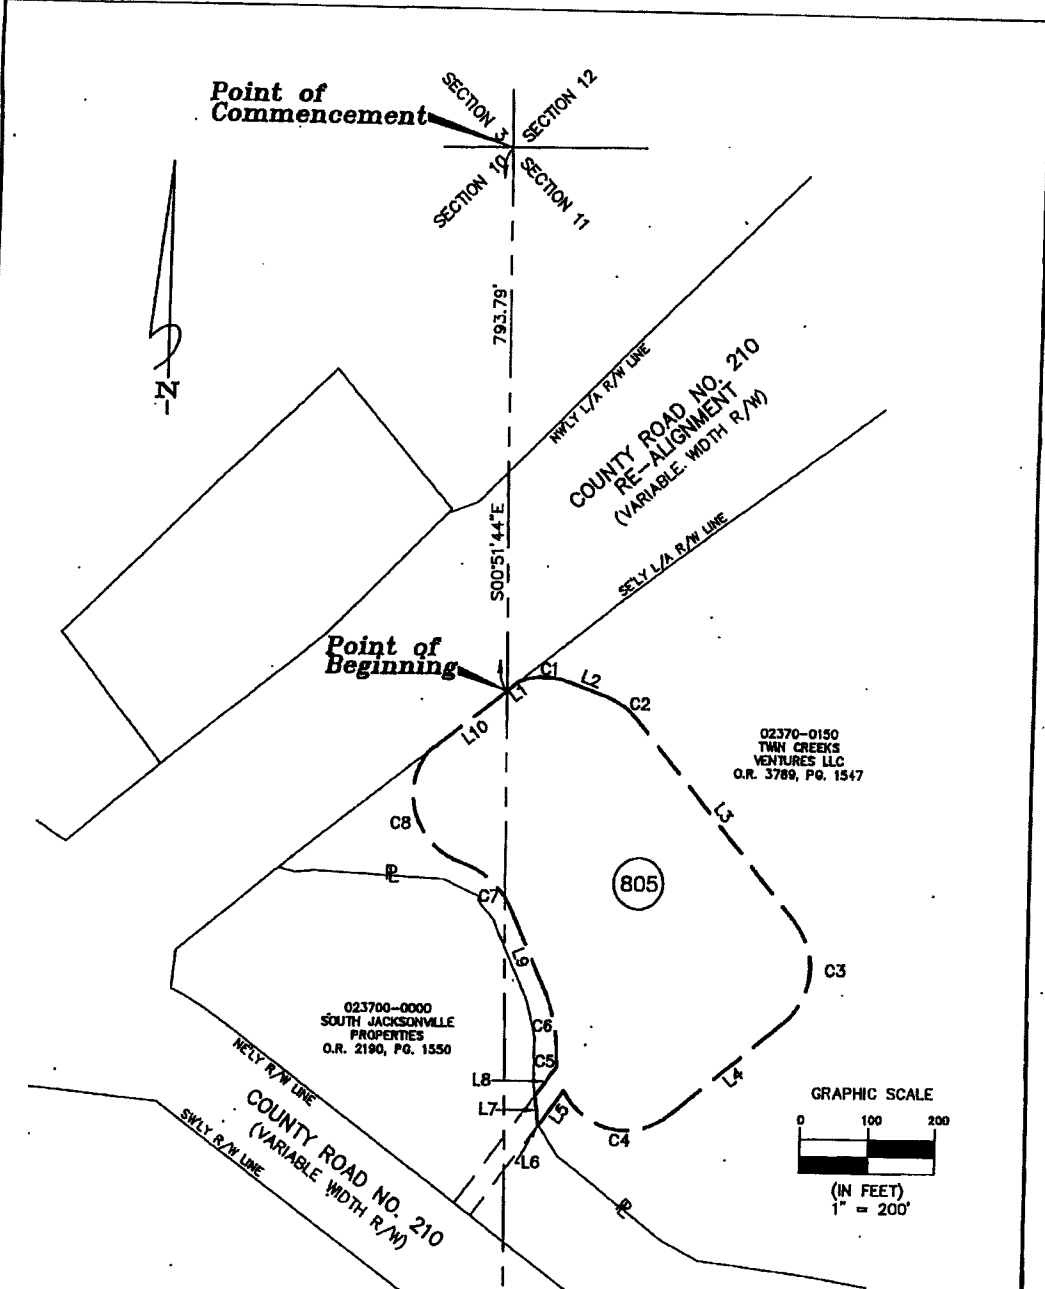 Point of
Commencement
SECTION 3
SECTION 12
SECTION 10
SECTION 11
N
793.79'
S00°51'44"E
NWLY L/A R/W LINE
COUNTY ROAD NO. 210
RE-ALIGNMENT
(VARIABLE. WIDTH R/W)
SE'LY L/A R/W LINE
Point of
Beginning
L1
C1
L2
C2
L10
02370-0150
TWIN CREEKS
VENTURES LLC
O.R. 3789, PG. 1547
L3
C8
PL
805
C7
L9
C3
023700-0000
SOUTH JACKSONVILLE
PROPERTIES
O.R. 2190, PG. 1550
C6
C5
L8
L7
L5
L4
C4
L6
NE'LY R/W LINE
COUNTY ROAD NO. 210
(VARIABLE WIDTH R/W)
SW'LY R/W LINE
PL
GRAPHIC SCALE
0 100 200
(IN FEET)
1" = 200'